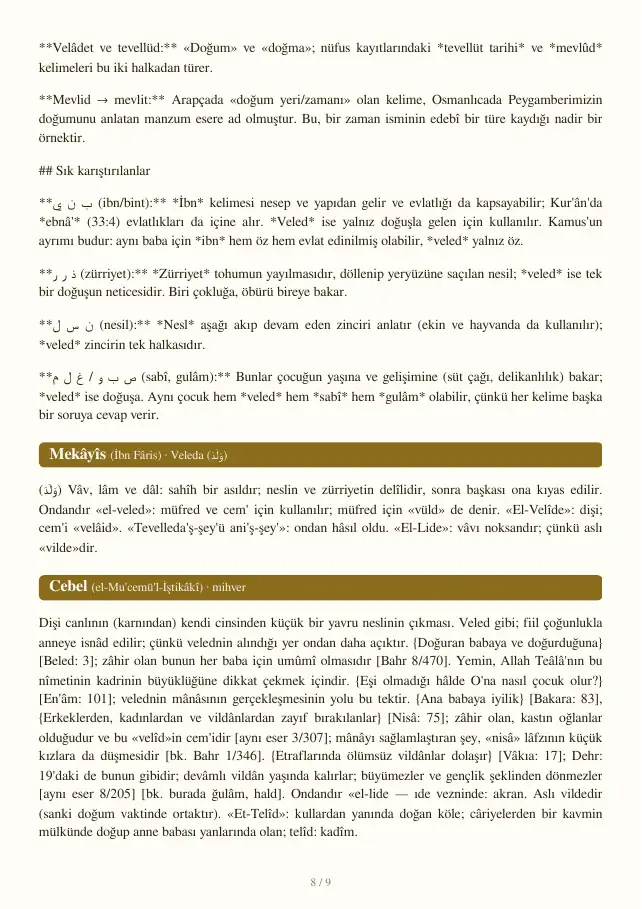 **Velâdet ve tevellüd:** «Doğum» ve «doğma»; nüfus kayıtlarındaki *tevellüt tarihi* ve *mevlûd*
kelimeleri bu iki halkadan türer.
**Mevlid → mevlit:** Arapçada «doğum yeri/zamanı» olan kelime, Osmanlıcada Peygamberimizin
doğumunu anlatan manzum esere ad olmuştur. Bu, bir zaman isminin edebî bir türe kaydığı nadir bir
örnektir.
## Sık karıştırılanlar
**ب ن ي (ibn/bint):** *İbn* kelimesi nesep ve yapıdan gelir ve evlatlığı da kapsayabilir; Kur'ân'da
*ebnâ'* (33:4) evlatlıkları da içine alır. *Veled* ise yalnız doğuşla gelen için kullanılır. Kamus'un
ayrımı budur: aynı baba için *ibn* hem öz hem evlat edinilmiş olabilir, *veled* yalnız öz.
**ذ ر ر (zürriyet):** *Zürriyet* tohumun yayılmasıdır, döllenip yeryüzüne saçılan nesil; *veled* ise tek
bir doğuşun neticesidir. Biri çokluğa, öbürü bireye bakar.
**ن س ل (nesil):** *Nesl* aşağı akıp devam eden zinciri anlatır (ekin ve hayvanda da kullanılır);
*veled* zincirin tek halkasıdır.
**ص ب و / غ ل م (sabî, gulâm):** Bunlar çocuğun yaşına ve gelişimine (süt çağı, delikanlılık) bakar;
*veled* ise doğuşa. Aynı çocuk hem *veled* hem *sabî* hem *gulâm* olabilir, çünkü her kelime başka
bir soruya cevap verir.
Mekâyîs (İbn Fâris) · Veleda (وَلَدَ)
(وَلَدَ) Vâv, lâm ve dâl: sahîh bir asıldır; neslin ve zürriyetin delîlidir, sonra başkası ona kıyas edilir.
Ondandır «el-veled»: müfred ve cem' için kullanılır; müfred için «vüld» de denir. «El-Velîde»: dişi;
cem'i «velâid». «Tevelleda'ş-şey'ü ani'ş-şey'»: ondan hâsıl oldu. «El-Lide»: vâvı noksandır; çünkü aslı
«vilde»dir.
Cebel (el-Mu'cemü'l-İştikâkî) · mihver
Dişi canlının (karnından) kendi cinsinden küçük bir yavru neslinin çıkması. Veled gibi; fiil çoğunlukla
anneye isnâd edilir; çünkü velednin alındığı yer ondan daha açıktır. {Doğuran babaya ve doğurduğuna}
[Beled: 3]; zâhir olan bunun her baba için umûmî olmasıdır [Bahr 8/470]. Yemin, Allah Teâlâ'nın bu
nîmetinin kadrinin büyüklüğüne dikkat çekmek içindir. {Eşi olmadığı hâlde O'na nasıl çocuk olur?}
[En'âm: 101]; velednin mânâsının gerçekleşmesinin yolu bu tektir. {Ana babaya iyilik} [Bakara: 83],
{Erkeklerden, kadınlardan ve vildânlardan zayıf bırakılanlar} [Nisâ: 75]; zâhir olan, kastın oğlanlar
olduğudur ve bu «velîd»in cem'idir [aynı eser 3/307]; mânâyı sağlamlaştıran şey, «nisâ» lâfzının küçük
kızlara da düşmesidir [bk. Bahr 1/346]. {Etraflarında ölümsüz vildânlar dolaşır} [Vâkıa: 17]; Dehr:
19'daki de bunun gibidir; devâmlı vildân yaşında kalırlar; büyümezler ve gençlik şeklinden dönmezler
[aynı eser 8/205] [bk. burada ğulâm, hald]. Ondandır «el-lide — ıde vezninde: akran. Aslı vildedir
(sanki doğum vaktinde ortaktır). «Et-Telîd»: kullardan yanında doğan köle; câriyelerden bir kavmin
mülkünde doğup anne babası yanlarında olan; telîd: kadîm.
8 / 9